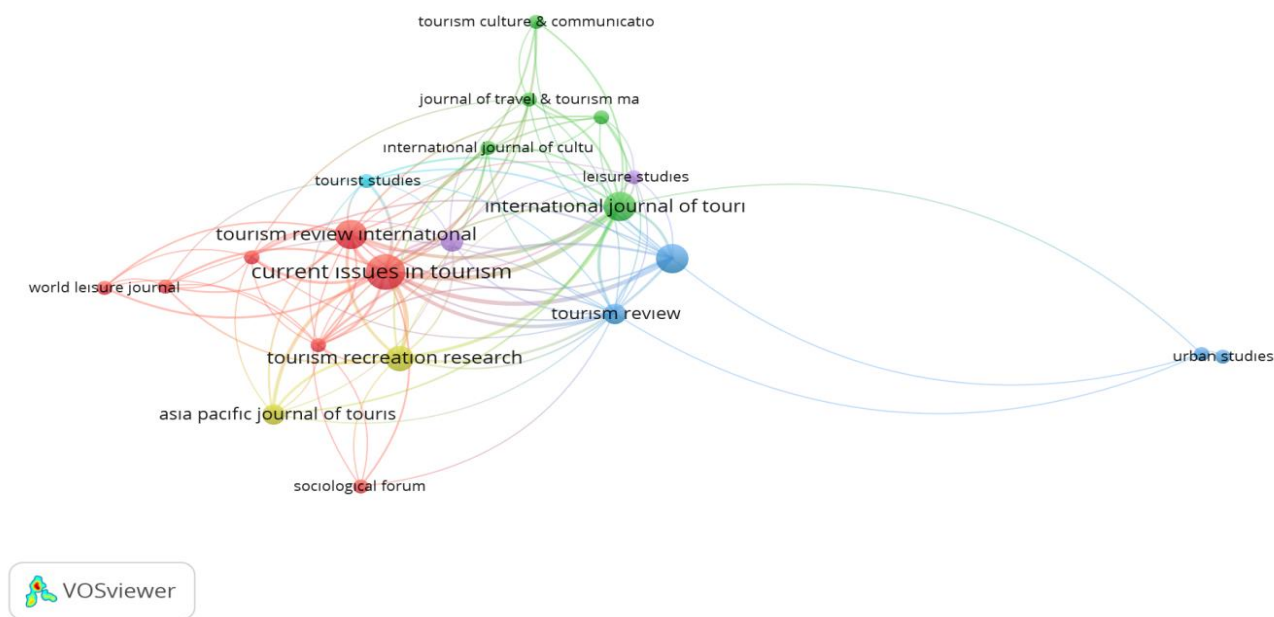 tourism culture & communicatio
journal of travel & tourism ma
international journal of cultu
tourist studies
leisure studies
international journal of touri
tourism review international
current issues in tourism
world leisure journal
tourism review
tourism recreation research
urban studies
asia pacific journal of touris
sociological forum
VOSviewer